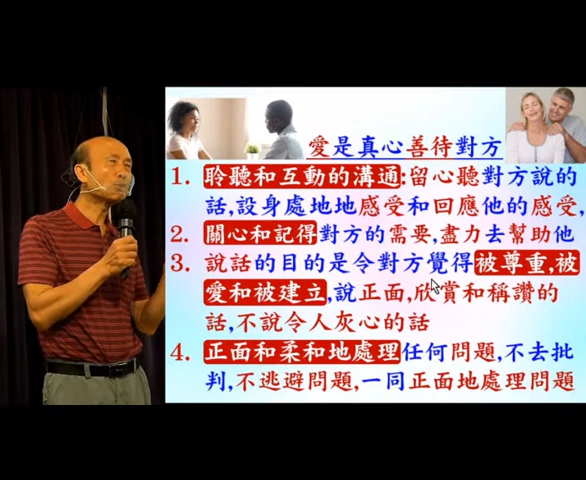 愛是真心善待對方
1. 聆聽和互動的溝通:留心聽對方說的
話,設身處地地感受和回應他的感受,
2. 關心和記得對方的需要,盡力去幫助他
3. 說話的目的是令對方覺得被尊重,被
愛和被建立,說正面,欣賞和稱讚的
話,不說令人灰心的話
4. 正面和柔和地處理任何問題,不去批
判,不逃避問題,一同正面地處理問題